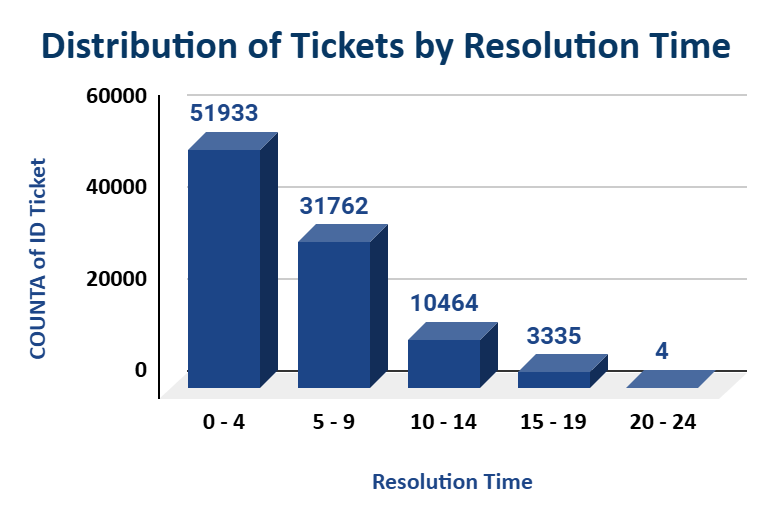 Distribution of Tickets by Resolution Time
COUNTA of ID Ticket
60000
40000
20000
0
51933
31762
10464
3335
4
0 - 4
5 - 9
10 - 14
15 - 19
20 - 24
Resolution Time